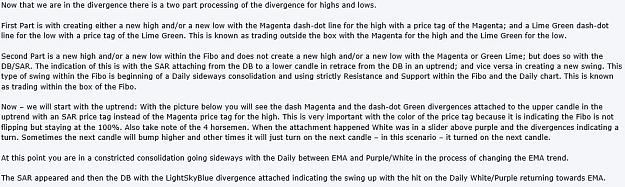 Now that we are in the divergence there is a two part processing of the divergence for highs and lows.
First Part is with creating either a new high and/or a new low with the Magenta dash-dot line for the high with a price tag of the Magenta; and a Lime Green dash-dot
line for the low with a price tag of the Lime Green. This is known as trading outside the box with the Magenta for the high and the Lime Green for the low.
Second Part is a new high and/or a new low within the Fibo and does not create a new high and/or a new low with the Magenta or Green Lime; but does so with the
DB/SAR. The indication of this is with the SAR attaching from the DB to a lower candle in retrace from the DB in an uptrend; and vice versa in creating a new swing. This
type of swing within the Fibo is beginning of a Daily sideways consolidation and using strictly Resistance and Support within the Fibo and the Daily chart. This is known
as trading within the box of the Fibo.
Now – we will start with the uptrend: With the picture below you will see the dash Magenta and the dash-dot Green divergences attached to the upper candle in the
uptrend with an SAR price tag instead of the Magenta price tag for the high. This is very important with the color of the price tag because it is indicating the Fibo is not
flipping but staying at the 100%. Also take note of the 4 horsemen. When the attachment happened White was in a slider above purple and the divergences indicating a
turn. Sometimes the next candle will bump higher and other times it will just turn on the next candle – in this scenario – it turned on the next candle.
At this point you are in a constricted consolidation going sideways with the Daily between EMA and Purple/White in the process of changing the EMA trend.
The SAR appeared and then the DB with the LightSkyBlue divergence attached indicating the swing up with the hit on the Daily White/Purple returning towards EMA.